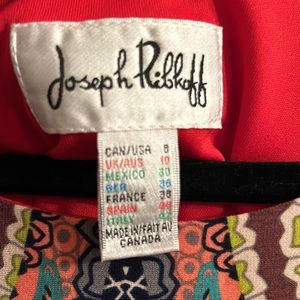 Joseph Ribkoff
CAN/USA 8
UK/AUS 10
MEXICO 30
BER 36
FRANCE 38
SPAIN 40
ITALY 42
MADE IN/FAIT AU
CANADA